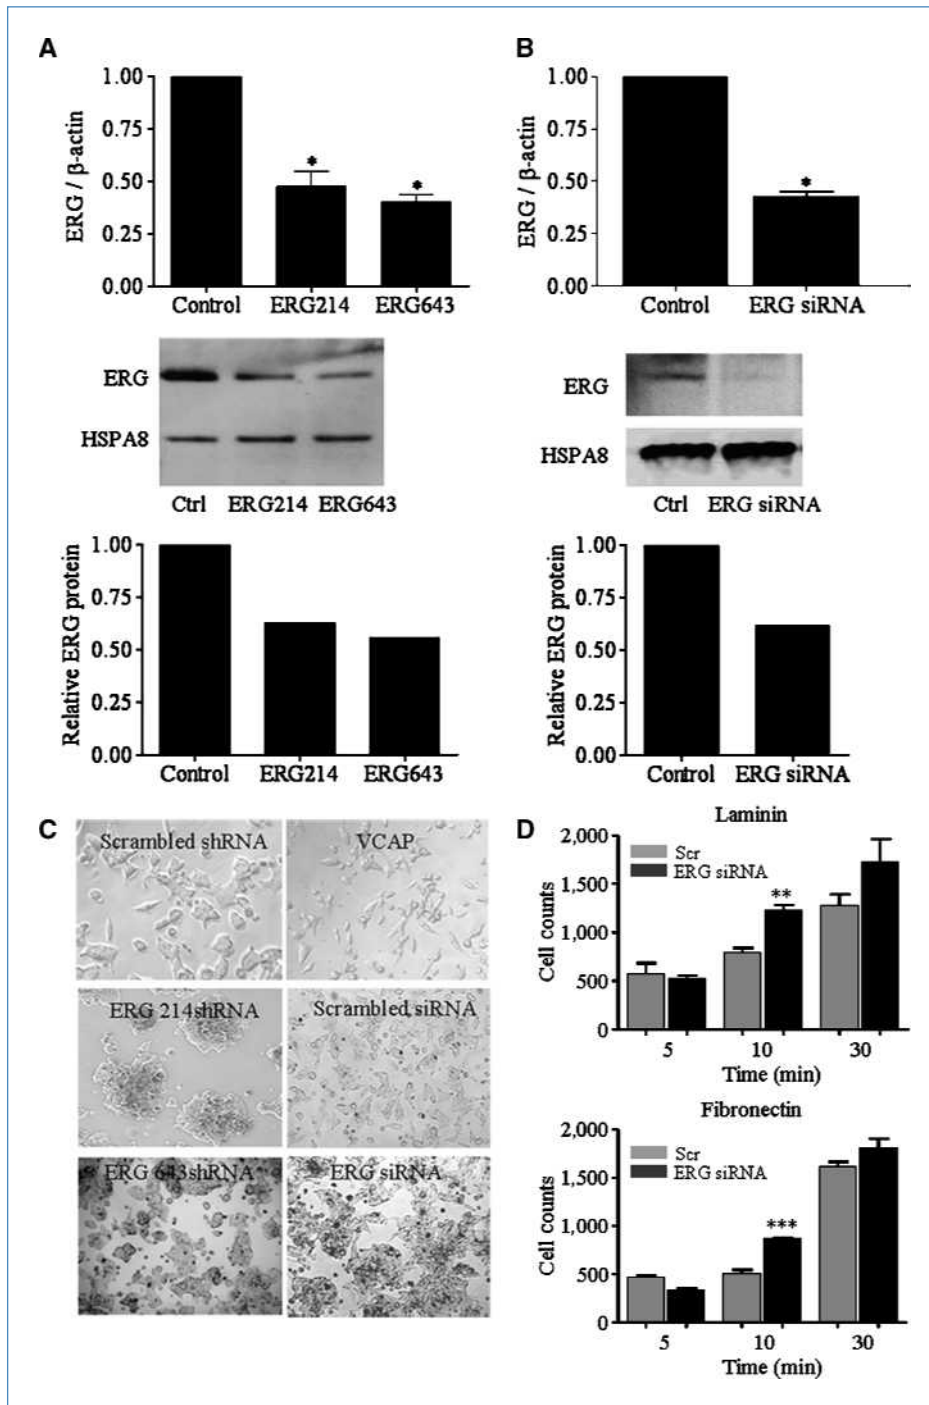 A
ERG / β-actin
1.00
0.75
0.50
0.25
0.00
*
*
Control ERG214 ERG643
ERG
HSPA8
Ctrl ERG214 ERG643
Relative ERG protein
1.00
0.75
0.50
0.25
0.00
Control ERG214 ERG643
B
ERG / β-actin
1.00
0.75
0.50
0.25
0.00
*
Control ERG siRNA
ERG
HSPA8
Ctrl ERG siRNA
Relative ERG protein
1.00
0.75
0.50
0.25
0.00
Control ERG siRNA
C
Scrambled shRNA
VCAP
ERG 214shRNA
Scrambled siRNA
ERG 643shRNA
ERG siRNA
D
Laminin
Cell counts
2,000
1,500
1,000
500
0
Scr
ERG siRNA
**
5 10 30
Time (min)
Fibronectin
Cell counts
2,000
1,500
1,000
500
0
Scr
ERG siRNA
***
5 10 30
Time (min)